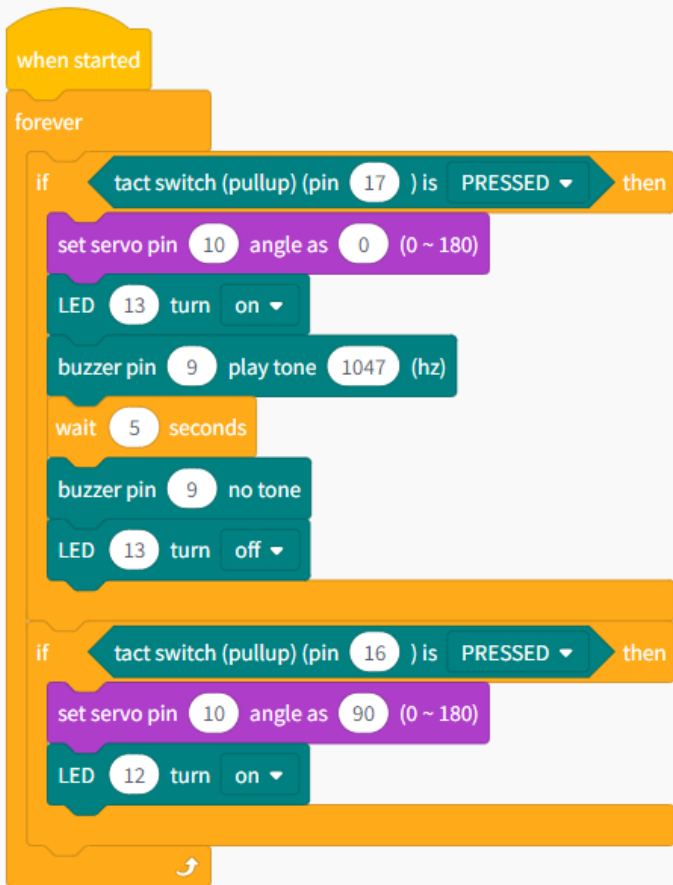 when started
forever
if tact switch (pullup) (pin 17 ) is PRESSED then
set servo pin 10 angle as 0 (0 ~ 180)
LED 13 turn on
buzzer pin 9 play tone 1047 (hz)
wait 5 seconds
buzzer pin 9 no tone
LED 13 turn off
if tact switch (pullup) (pin 16 ) is PRESSED then
set servo pin 10 angle as 90 (0 ~ 180)
LED 12 turn on